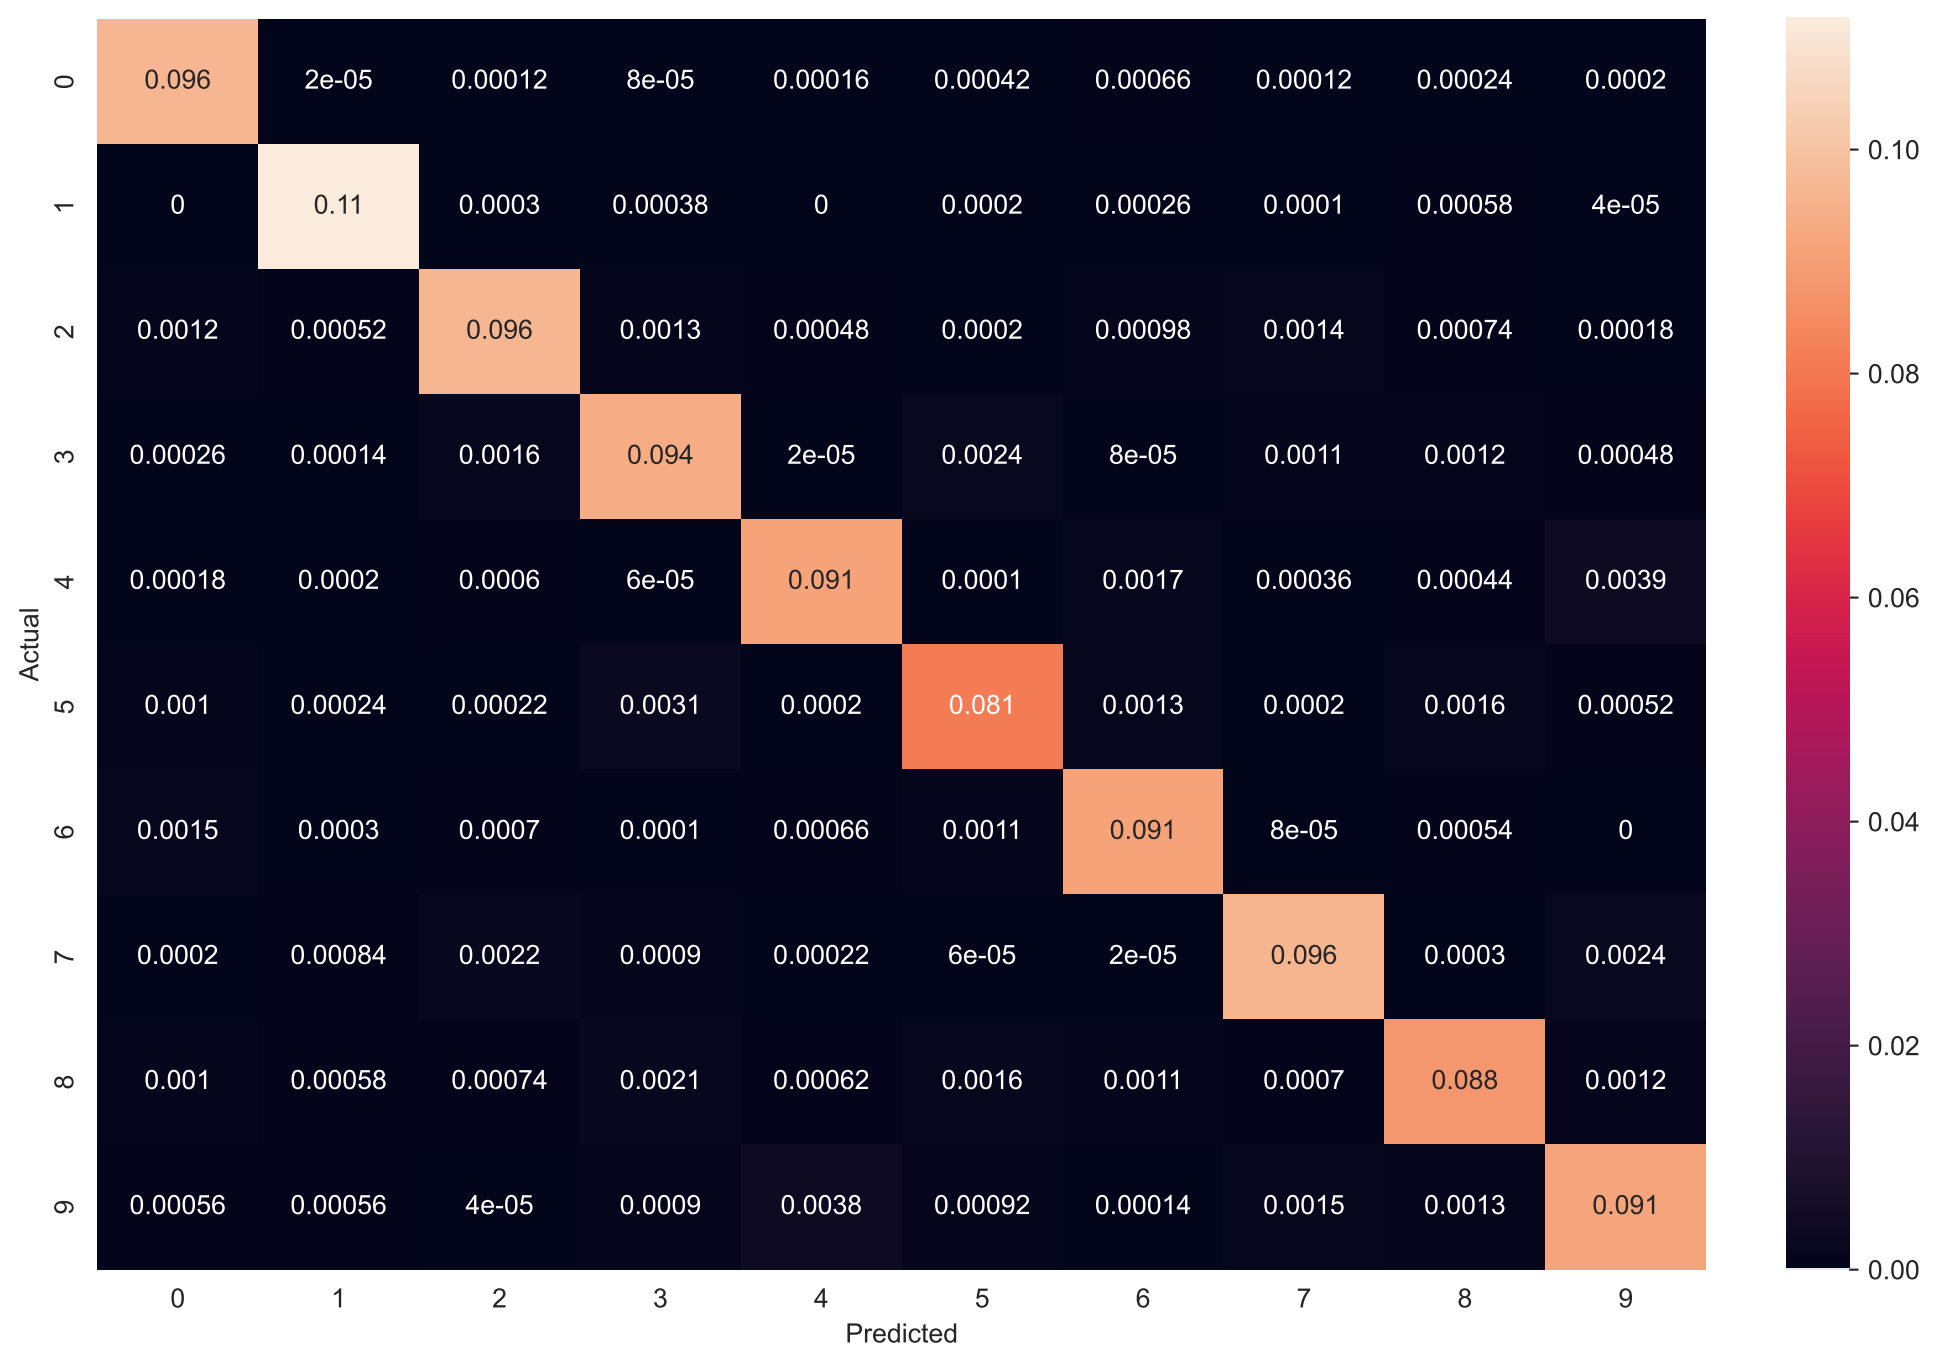 0 0.096 2e-05 0.00012 8e-05 0.00016 0.00042 0.00066 0.00012 0.00024 0.0002
1 0 0.11 0.0003 0.00038 0 0.0002 0.00026 0.0001 0.00058 4e-05
2 0.0012 0.00052 0.096 0.0013 0.00048 0.0002 0.00098 0.0014 0.00074 0.00018
3 0.00026 0.00014 0.0016 0.094 2e-05 0.0024 8e-05 0.0011 0.0012 0.00048
4 0.00018 0.0002 0.0006 6e-05 0.091 0.0001 0.0017 0.00036 0.00044 0.0039
5 0.001 0.00024 0.00022 0.0031 0.0002 0.081 0.0013 0.0002 0.0016 0.00052
6 0.0015 0.0003 0.0007 0.0001 0.00066 0.0011 0.091 8e-05 0.00054 0
7 0.0002 0.00084 0.0022 0.0009 0.00022 6e-05 2e-05 0.096 0.0003 0.0024
8 0.001 0.00058 0.00074 0.0021 0.00062 0.0016 0.0011 0.0007 0.088 0.0012
9 0.00056 0.00056 4e-05 0.0009 0.0038 0.00092 0.00014 0.0015 0.0013 0.091
0 1 2 3 4 5 6 7 8 9
Predicted
Actual
0.10
0.08
0.06
0.04
0.02
0.00